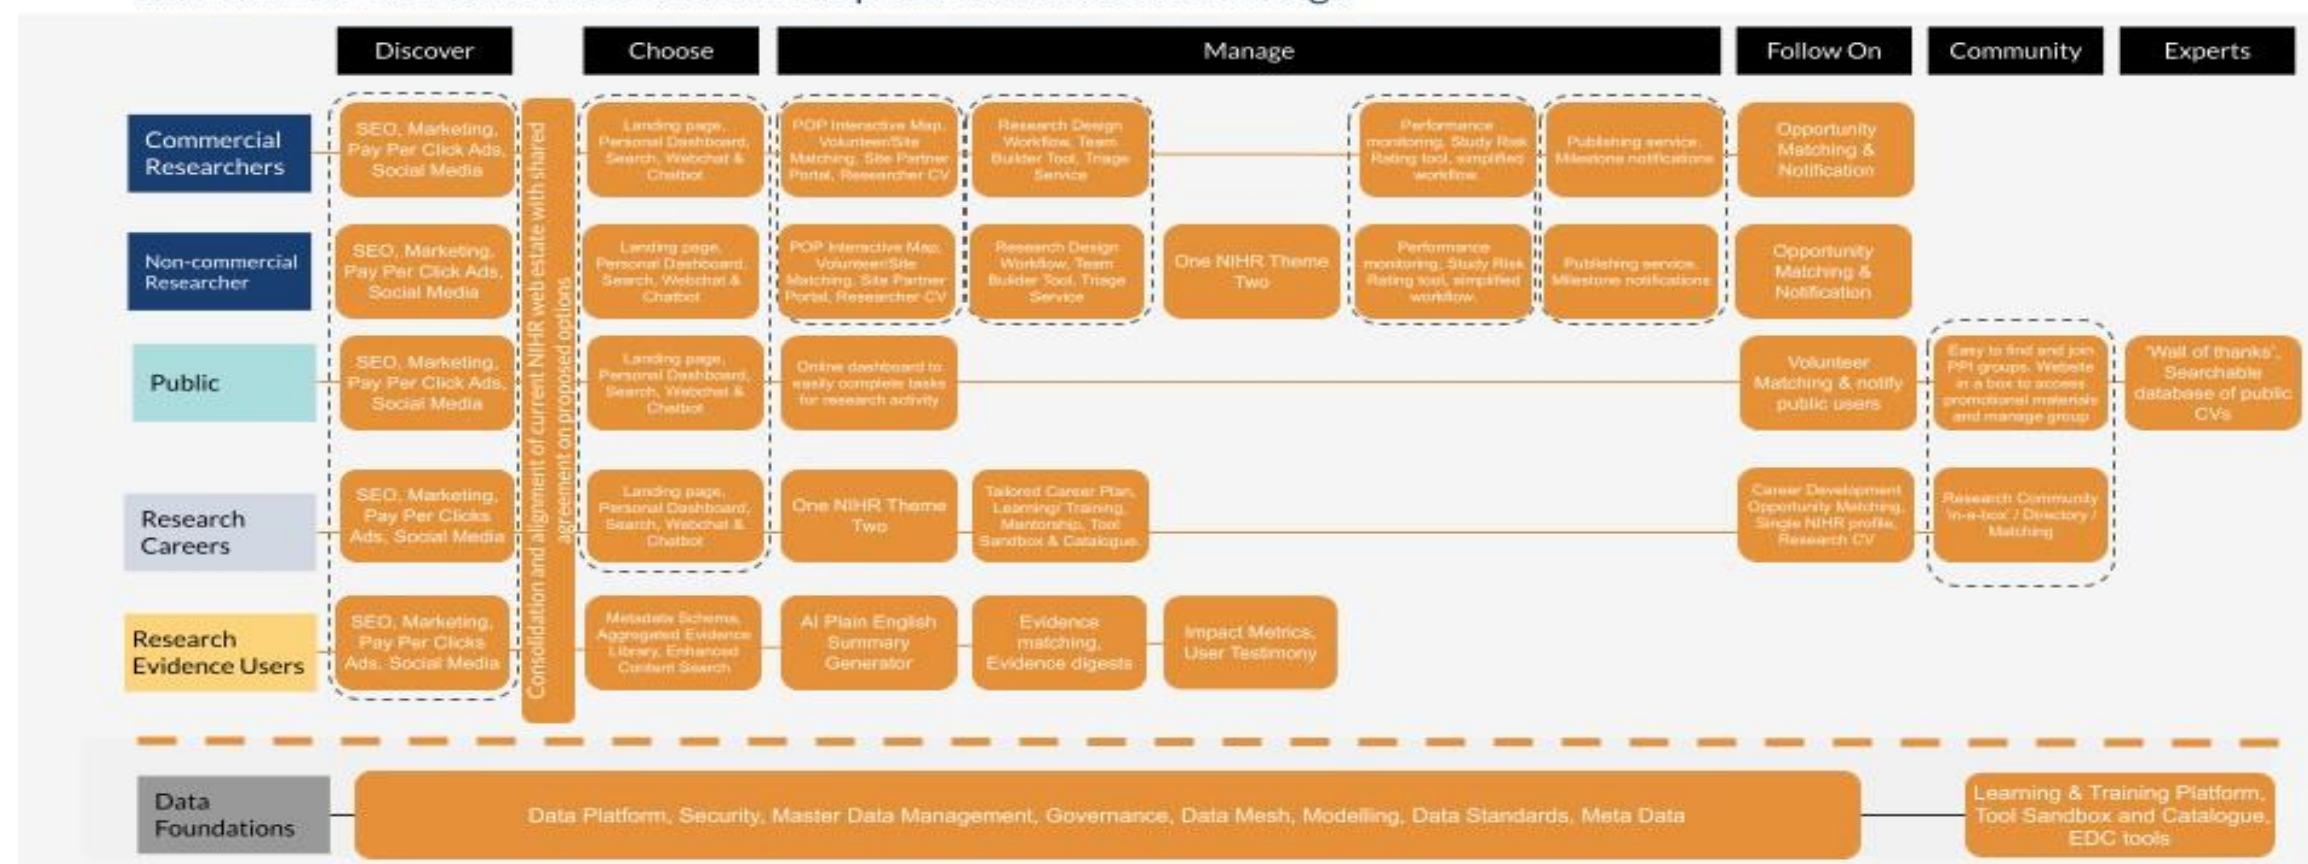 Discover
Choose
Manage
Follow On
Community
Experts
Commercial
Researchers
SEO, Marketing,
Pay Per Click Ads,
Social Media
Landing page,
Personal Dashboard,
Search, Webchat &
Chatbot
POP Interactive Map,
Volunteer/Site
Matching, Site Partner
Portal, Researcher CV
Research Design
Workflow, Team
Builder Tool, Triage
Service
Performance
monitoring, Study Risk
Rating tool, simplified
workflow.
Publishing service,
Milestone notifications
Opportunity
Matching &
Notification
Consolidation and alignment of current NIHR web estate with shared
agreement on proposed options
Non-commercial
Researcher
SEO, Marketing,
Pay Per Click Ads,
Social Media
Landing page,
Personal Dashboard,
Search, Webchat &
Chatbot
POP Interactive Map,
Volunteer/Site
Matching, Site Partner
Portal, Researcher CV
Research Design
Workflow, Team
Builder Tool, Triage
Service
One NIHR Theme
Two
Performance
monitoring, Study Risk
Rating tool, simplified
workflow.
Publishing service,
Milestone notifications
Opportunity
Matching &
Notification
Public
SEO, Marketing,
Pay Per Click Ads,
Social Media
Landing page,
Personal Dashboard,
Search, Webchat &
Chatbot
Online dashboard to
easily complete tasks
for research activity
Volunteer
Matching & notify
public users
Easy to find and join
PPI groups. Website
in a box to access
promotional materials
and manage group
'Wall of thanks',
Searchable
database of public
CVs
Research
Careers
SEO, Marketing,
Pay Per Clicks
Ads, Social Media
Landing page,
Personal Dashboard,
Search, Webchat &
Chatbot
One NIHR Theme
Two
Tailored Career Plan,
Learning/ Training,
Mentorship, Tool
Sandbox & Catalogue.
Career Development
Opportunity Matching,
Single NIHR profile,
Research CV
Research Community
'in-a-box' / Directory /
Matching
Research
Evidence Users
SEO, Marketing,
Pay Per Clicks
Ads, Social Media
Metadata Schema,
Aggregated Evidence
Library, Enhanced
Content Search
AI Plain English
Summary
Generator
Evidence
matching,
Evidence digests
Impact Metrics,
User Testimony
Data
Foundations
Data Platform, Security, Master Data Management, Governance, Data Mesh, Modelling, Data Standards, Meta Data
Learning & Training Platform,
Tool Sandbox and Catalogue,
EDC tools